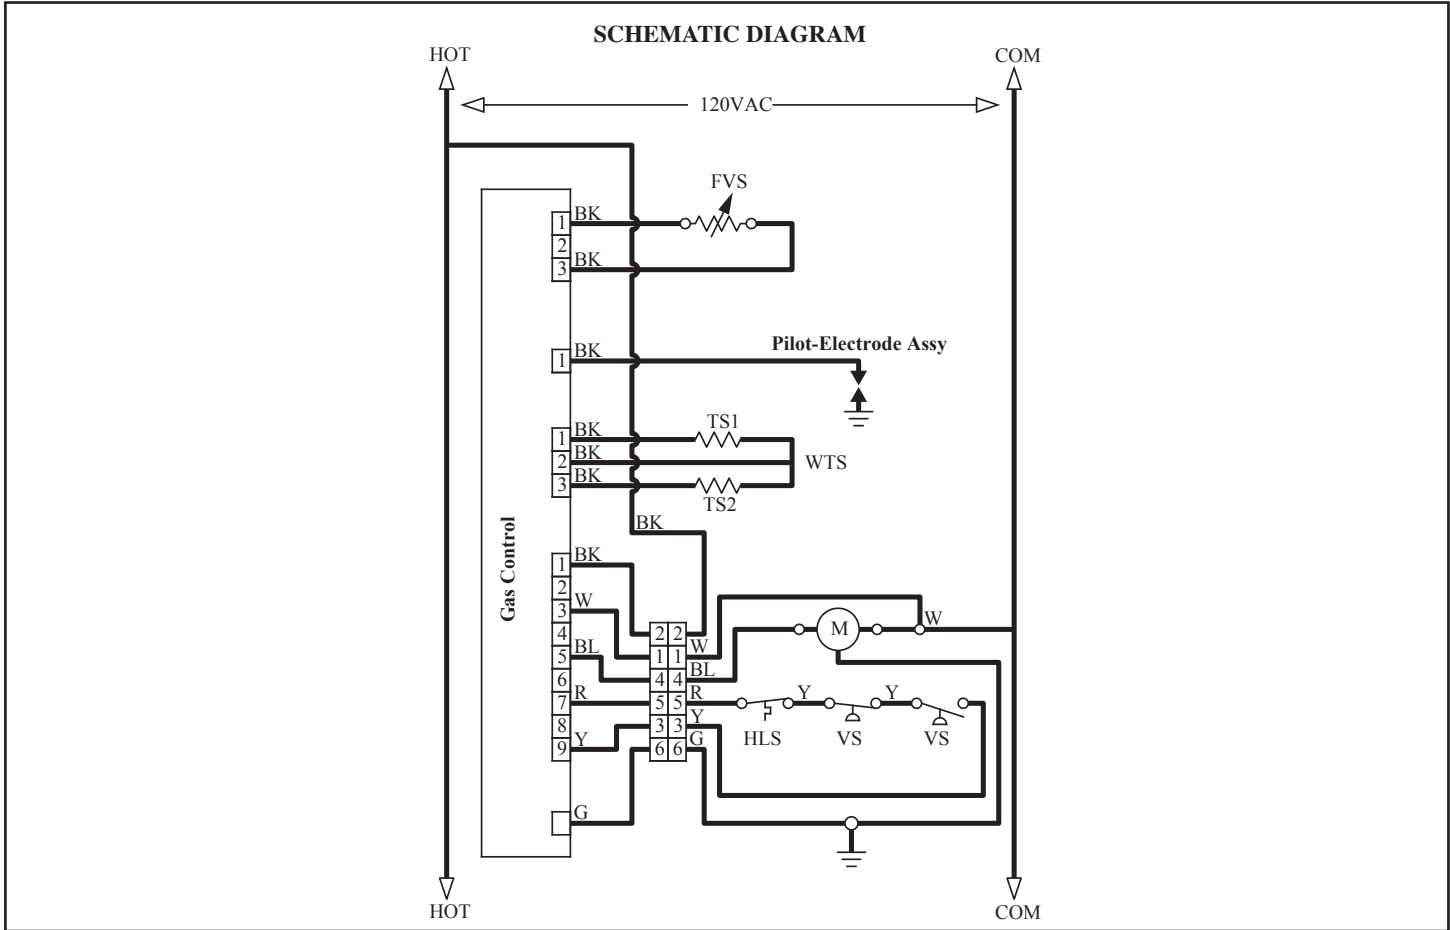 SCHEMATIC DIAGRAM
HOT
COM
120VAC
FVS
1 BK
2
3 BK
Pilot-Electrode Assy
1 BK
TS1
1 BK
2 BK
WTS
3 BK
TS2
BK
Gas Control
1 BK
2
3 W
W
4
M
2 2
5 BL
1 1 W
6
4 4 BL
7 R
5 5 R
Y
Y
8
3 3 Y
HLS
VS
VS
9 Y
6 6 G
G
HOT
COM